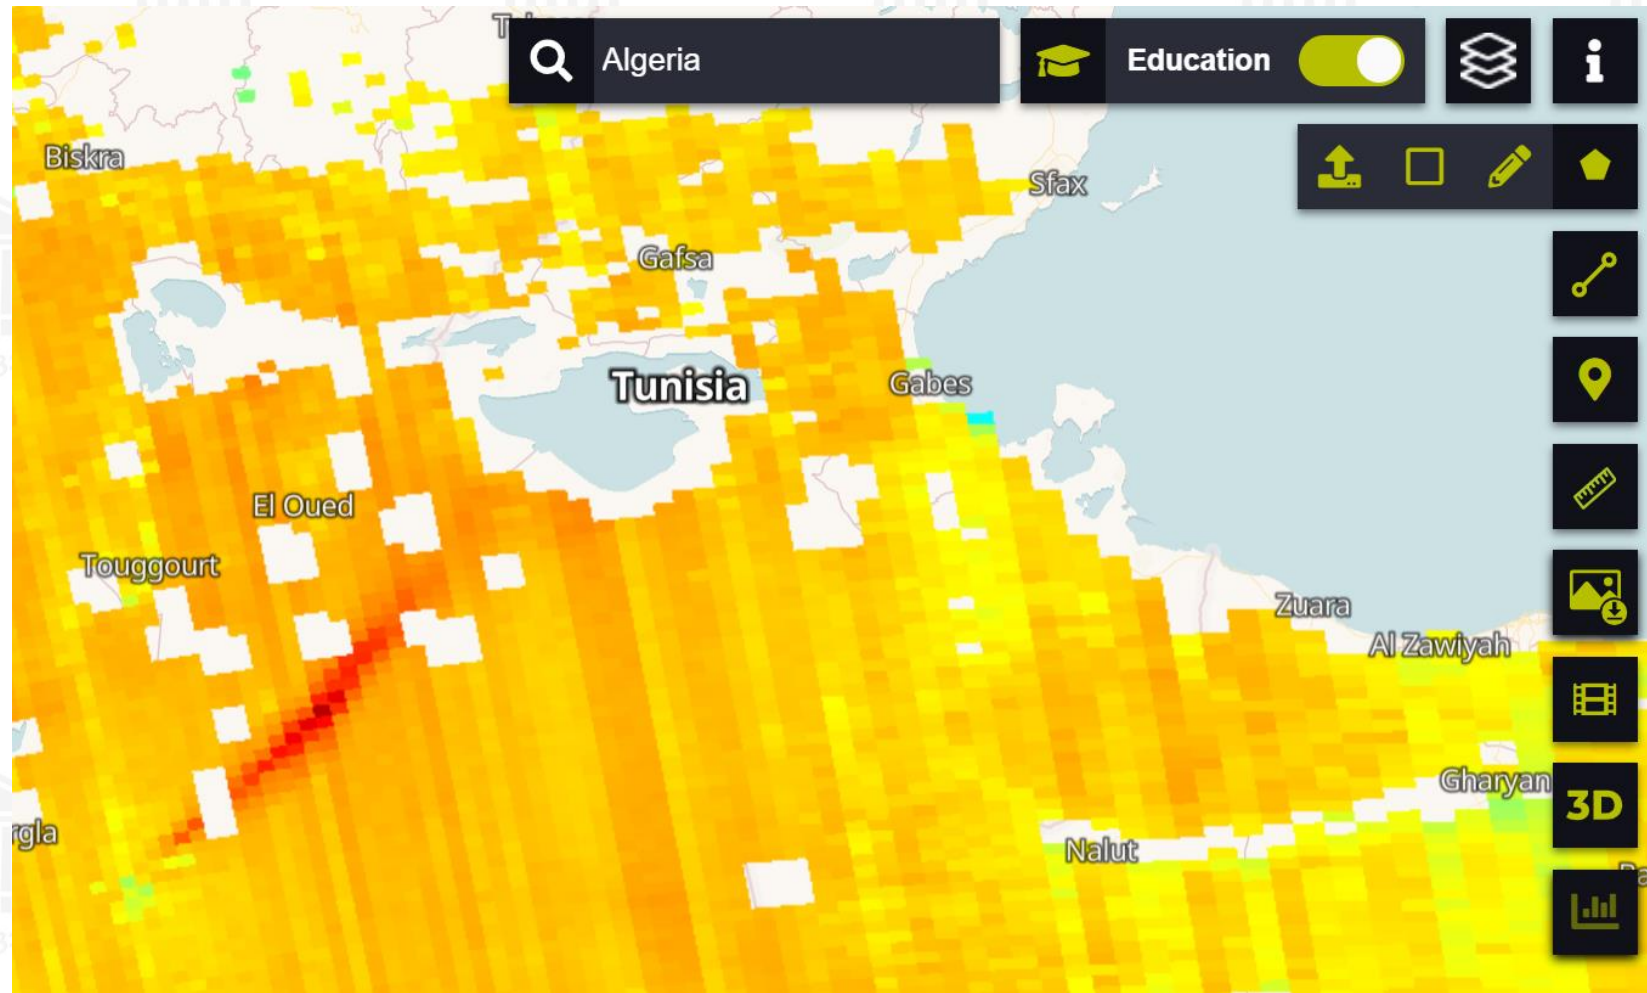 Algeria
Education
Biskra
Sfax
Gafsa
Tunisia
Gabes
El Oued
Touggourt
Zuara
Al Zawiyah
Gharyan
3D
rgla
Nalut